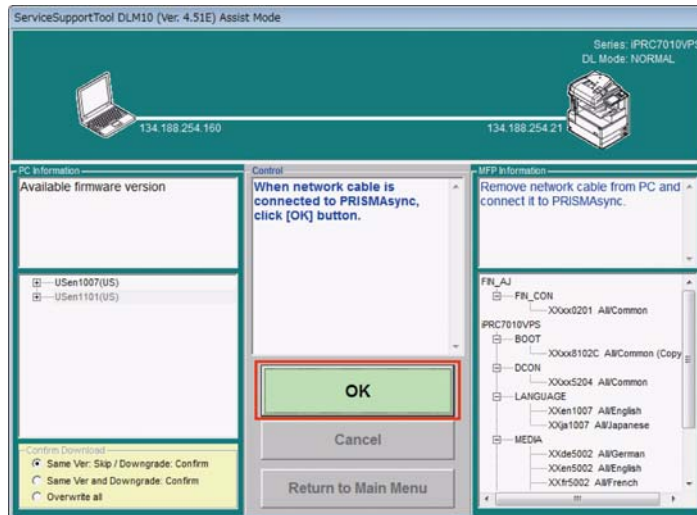 ServiceSupportTool DLM10 (Ver. 4.51E) Assist Mode
Series: iPRC7010VPS
DL Mode: NORMAL
134.188.254.160
134.188.254.21
PC Information
Available firmware version
USen1007(US)
USen1101(US)
Confirm Download
Same Ver: Skip / Downgrade: Confirm
Same Ver and Downgrade: Confirm
Overwrite all
Control
When network cable is
connected to PRISMAsync,
click [OK] button.
OK
Cancel
Return to Main Menu
MFP Information
Remove network cable from PC and
connect it to PRISMAsync.
FIN_AJ
FIN_CON
XXxx0201 All/Common
iPRC7010VPS
BOOT
XXxx8102C All/Common (Copy
DCON
XXxx5204 All/Common
LANGUAGE
XXen1007 All/English
XXja1007 All/Japanese
MEDIA
XXde5002 All/German
XXen5002 All/English
XXfr5002 All/French